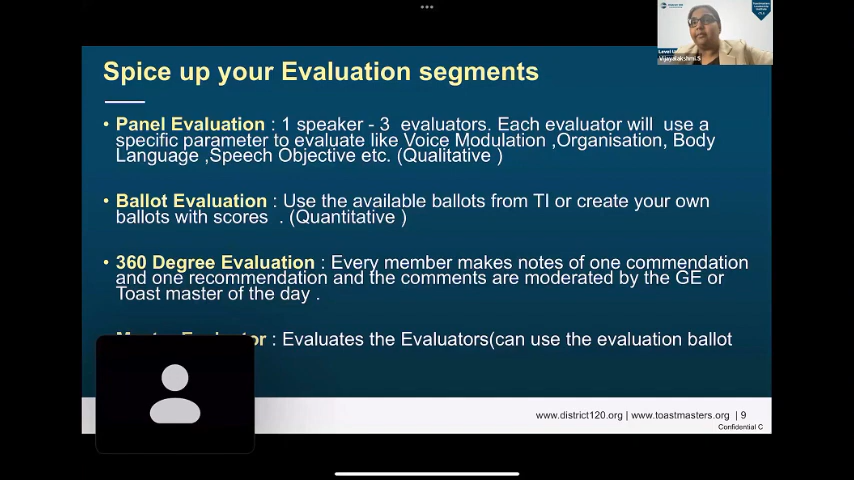 Spice up your Evaluation segments
• Panel Evaluation : 1 speaker - 3 evaluators. Each evaluator will use a
specific parameter to evaluate like Voice Modulation ,Organisation, Body
Language ,Speech Objective etc. (Qualitative )
• Ballot Evaluation : Use the available ballots from TI or create your own
ballots with scores . (Quantitative )
• 360 Degree Evaluation : Every member makes notes of one commendation
and one recommendation and the comments are moderated by the GE or
Toast master of the day .
: Evaluates the Evaluators(can use the evaluation ballot
www.district120.org | www.toastmasters.org | 9
Confidential C
Vijayalakshmi.S